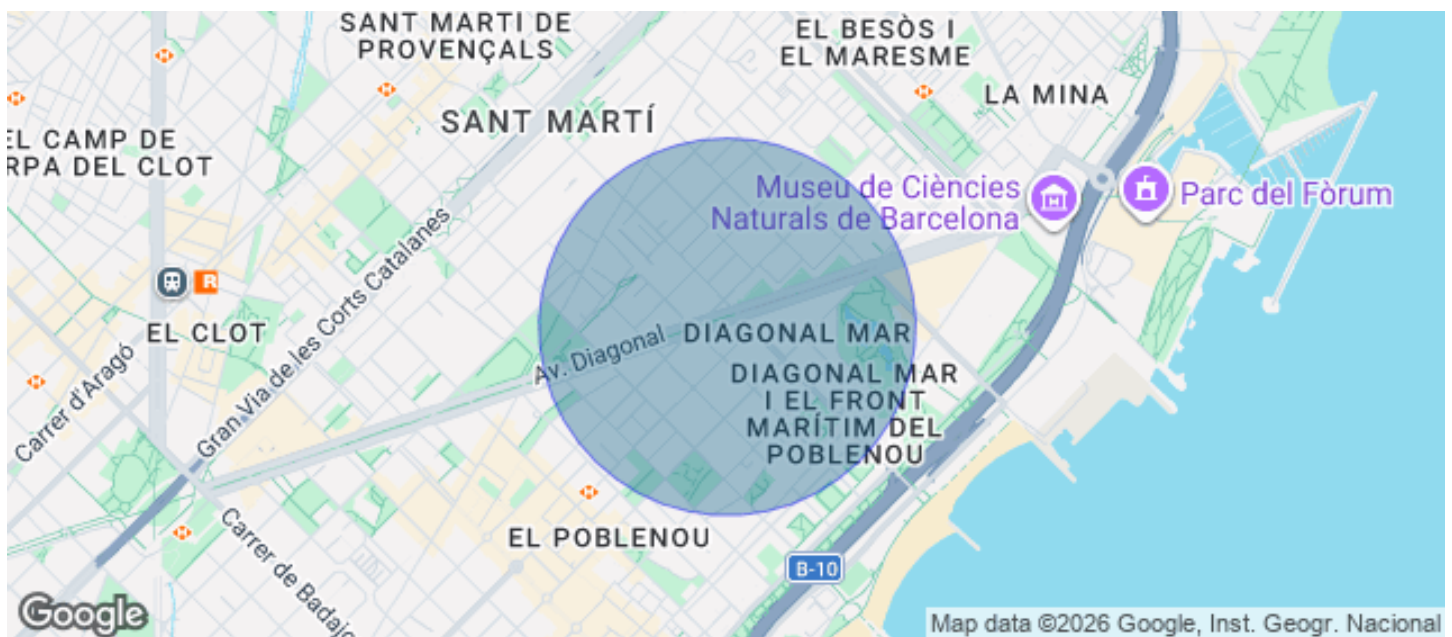 SANT MARTÍ DE
PROVENÇALS
EL BESÒS I
EL MARESME
LA MINA
SANT MARTÍ
EL CAMP DE
RPA DEL CLOT
Museu de Ciències
Naturals de Barcelona
Parc del Fòrum
R
EL CLOT
Gran Via de les Corts Catalanes
Carrer d'Aragó
Av. Diagonal
DIAGONAL MAR
DIAGONAL MAR
I EL FRONT
MARÍTIM DEL
POBLENOU
EL POBLENOU
Carrer de Badajo
B-10
Google
Map data ©2026 Google, Inst. Geogr. Nacional